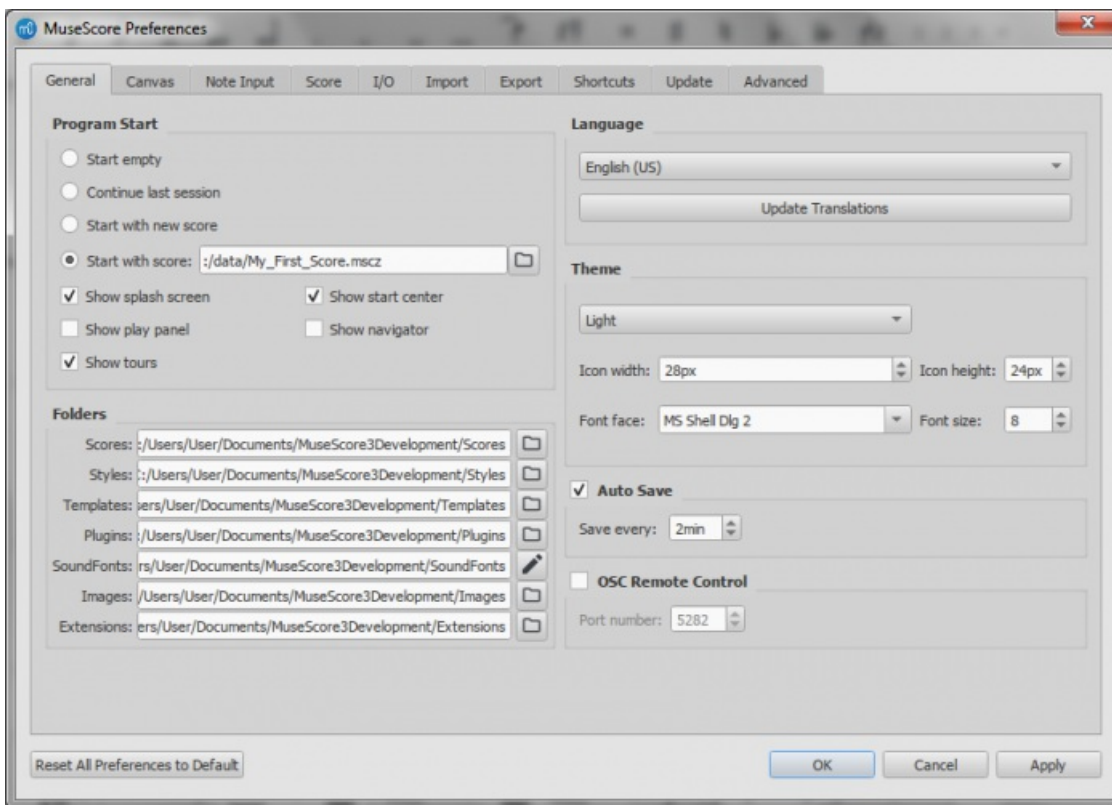 MuseScore Preferences
General Canvas Note Input Score I/O Import Export Shortcuts Update Advanced
Program Start
Start empty
Continue last session
Start with new score
Start with score: :/data/My_First_Score.mscz
Show splash screen Show start center
Show play panel Show navigator
Show tours
Folders
Scores: :/Users/User/Documents/MuseScore3Development/Scores
Styles: :/Users/User/Documents/MuseScore3Development/Styles
Templates: sers/User/Documents/MuseScore3Development/Templates
Plugins: :/Users/User/Documents/MuseScore3Development/Plugins
SoundFonts: rs/User/Documents/MuseScore3Development/SoundFonts
Images: /Users/User/Documents/MuseScore3Development/Images
Extensions: ers/User/Documents/MuseScore3Development/Extensions
Language
English (US)
Update Translations
Theme
Light
Icon width: 28px Icon height: 24px
Font face: MS Shell Dlg 2 Font size: 8
Auto Save
Save every: 2min
OSC Remote Control
Port number: 5282
Reset All Preferences to Default OK Cancel Apply